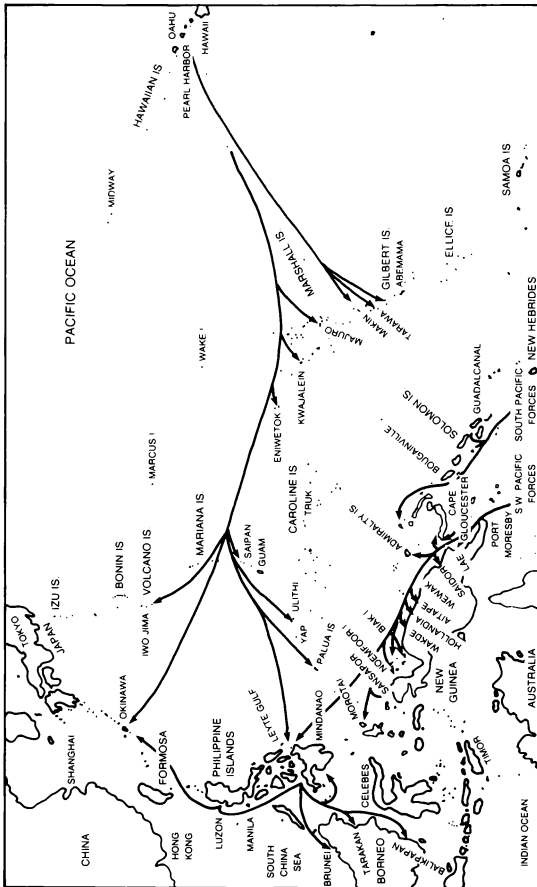 OAHU
HAWAII
PEARL HARBOR
HAWAIIAN IS
MIDWAY
PACIFIC OCEAN
WAKE I
MARCUS I
MARSHALL IS
MAJURO
MAKIN
TARAWA
GILBERT IS
ABEMAMA
ELLICE IS
SAMOA IS
KWAJALEIN
ENIWETOK
CAROLINE IS
TRUK
MARIANA IS
SAIPAN
GUAM
ULITHI
YAP
PALUA IS
TOKYO
JAPAN
IZU IS
BONIN IS
VOLCANO IS
IWO JIMA
OKINAWA
SHANGHAI
CHINA
FORMOSA
HONG
KONG
PHILIPPINE
ISLANDS
LUZON
MANILA
LEYTE GULF
MINDANAO
SOUTH
CHINA
SEA
BRUNEI
TARAKAN
BORNEO
BALIKPAPAN
CELEBES
MOROTAI
SANSAPOR
NOEMFOOR I
BIAK I
WAKDE
HOLLANDIA
AITAPE
WEWAK
SAIDOR
LAE
NEW
GUINEA
ADMIRALTY IS
CAPE
GLOUCESTER
PORT
MORESBY
BOUGAINVILLE
SOLOMON IS
GUADALCANAL
S W PACIFIC
FORCES
SOUTH PACIFIC
FORCES
NEW HEBRIDES
TIMOR
INDIAN OCEAN
AUSTRALIA